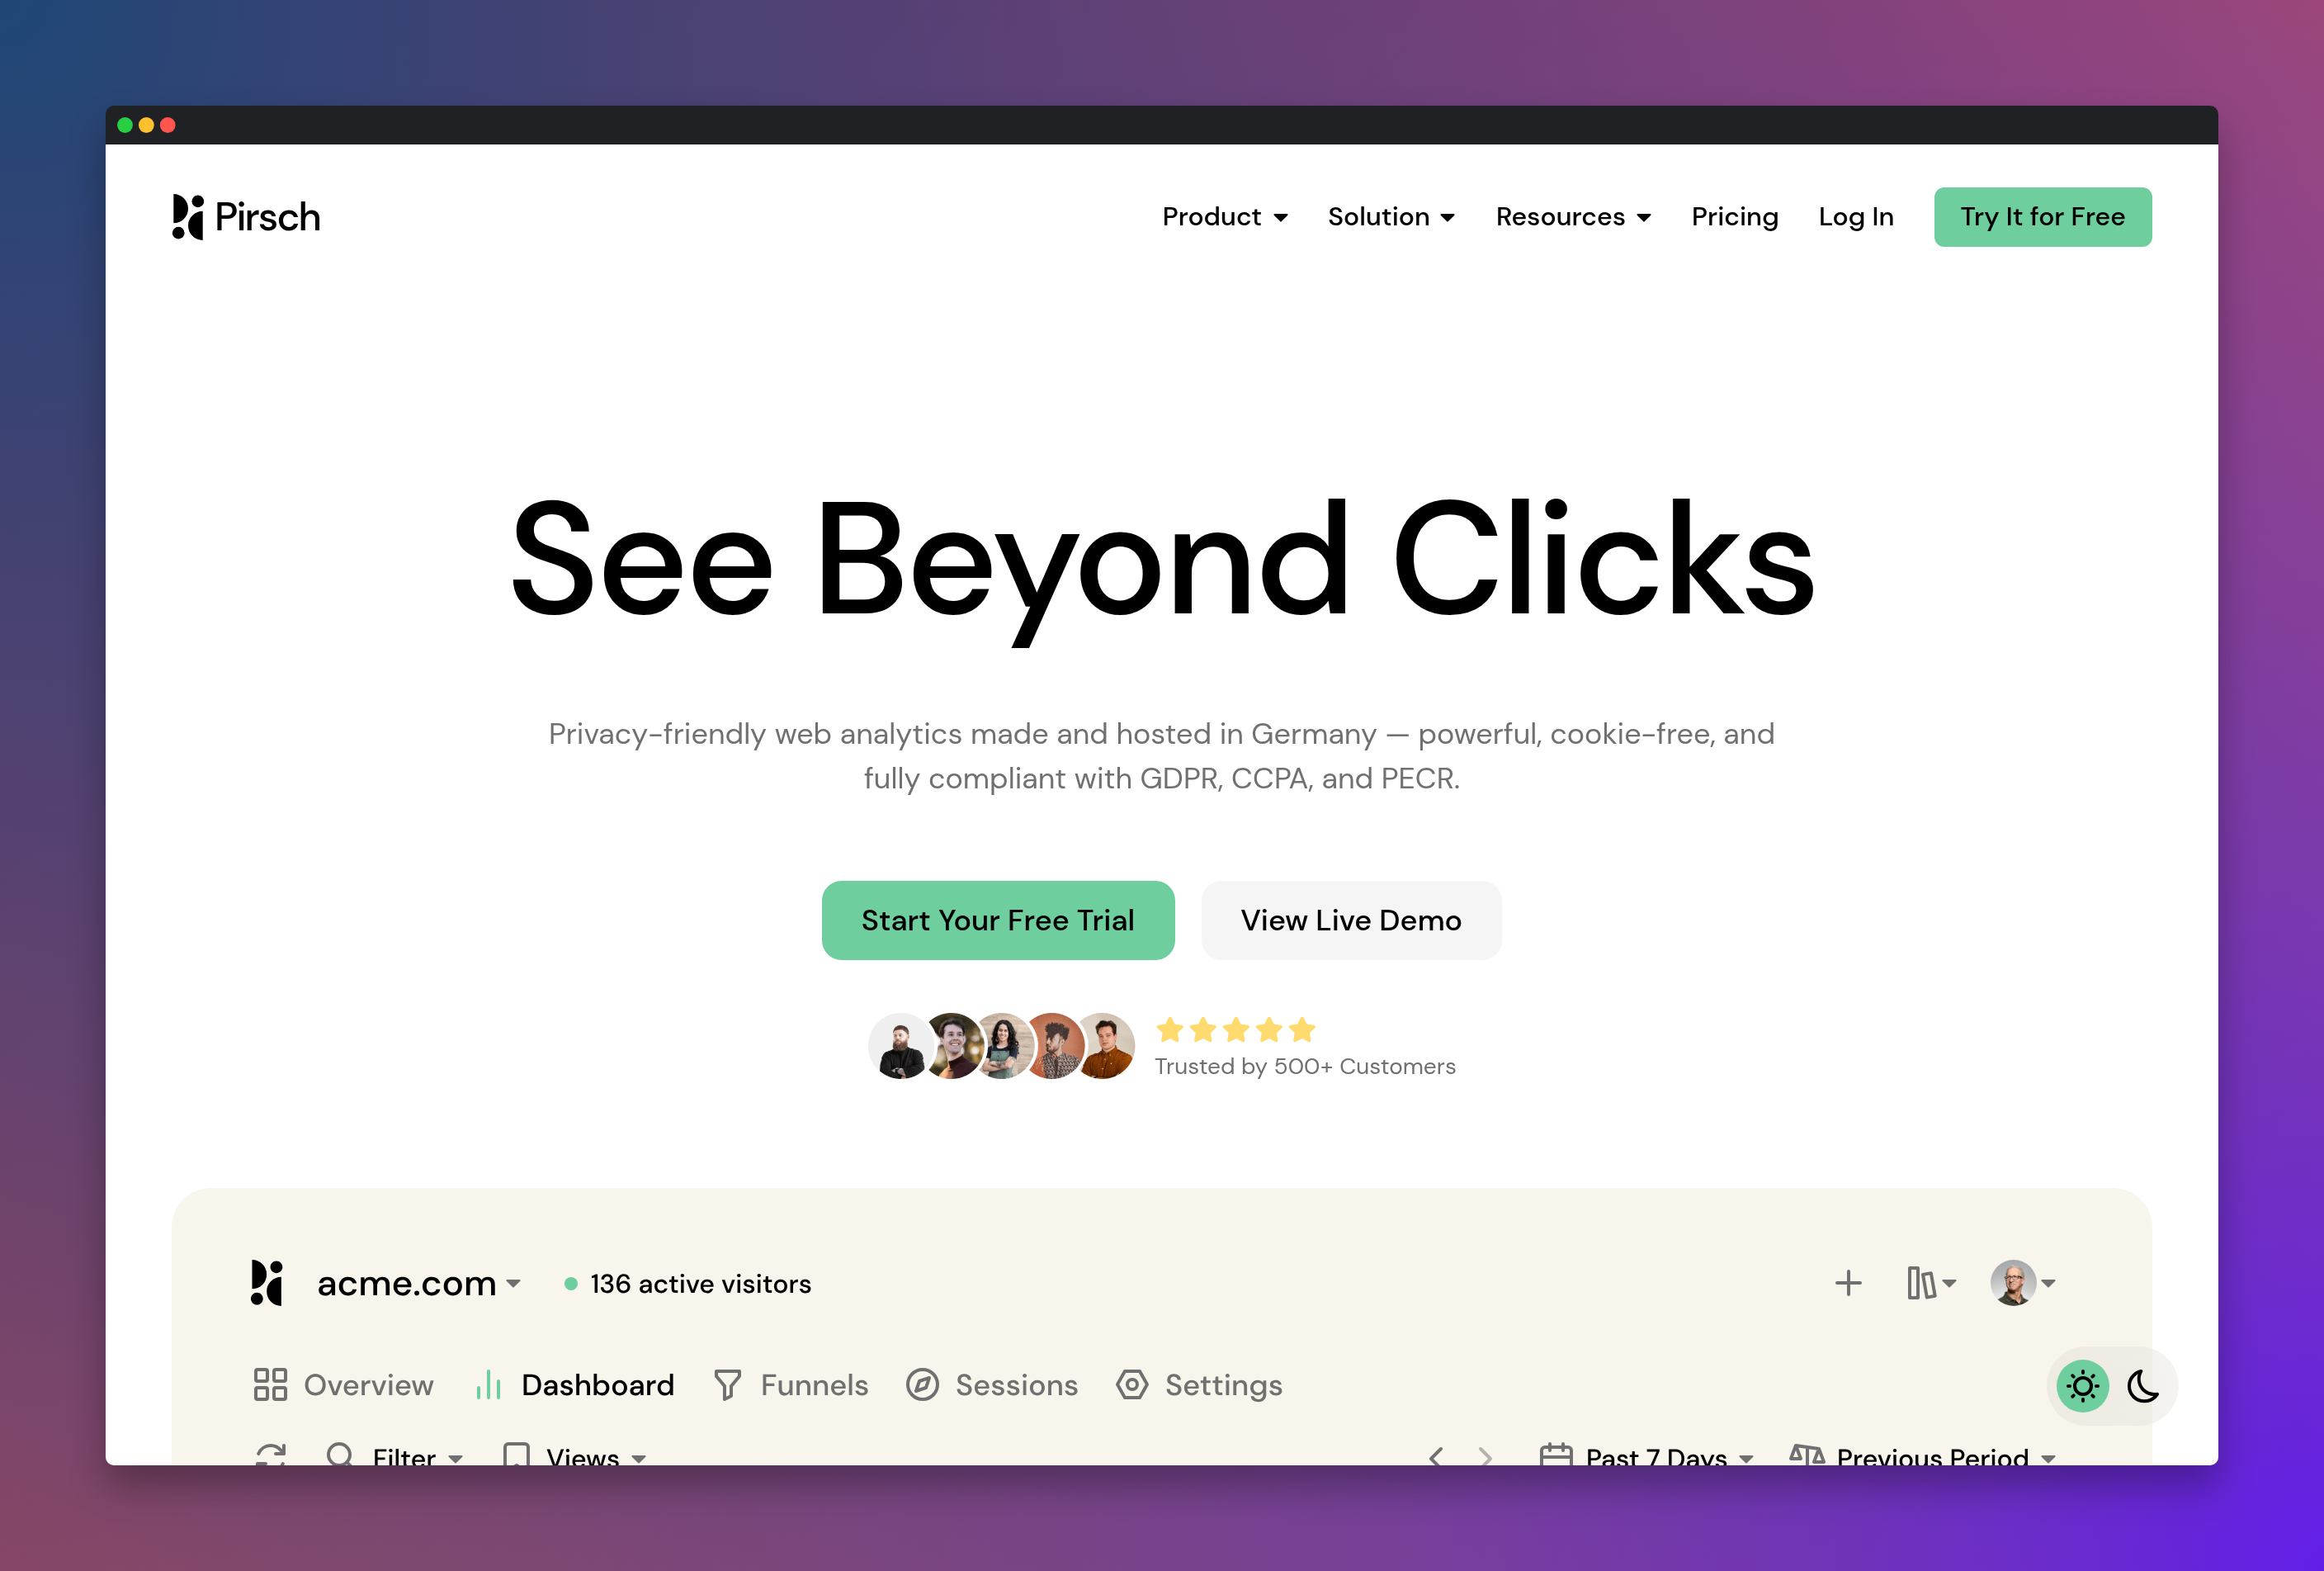 Pirsch
Product
Solution
Resources
Pricing
Log In
Try It for Free
See Beyond Clicks
Privacy-friendly web analytics made and hosted in Germany — powerful, cookie-free, and
fully compliant with GDPR, CCPA, and PECR.
Start Your Free Trial
View Live Demo
Trusted by 500+ Customers
acme.com
136 active visitors
Overview
Dashboard
Funnels
Sessions
Settings
Filter
Views
Past 7 Days
Previous Period